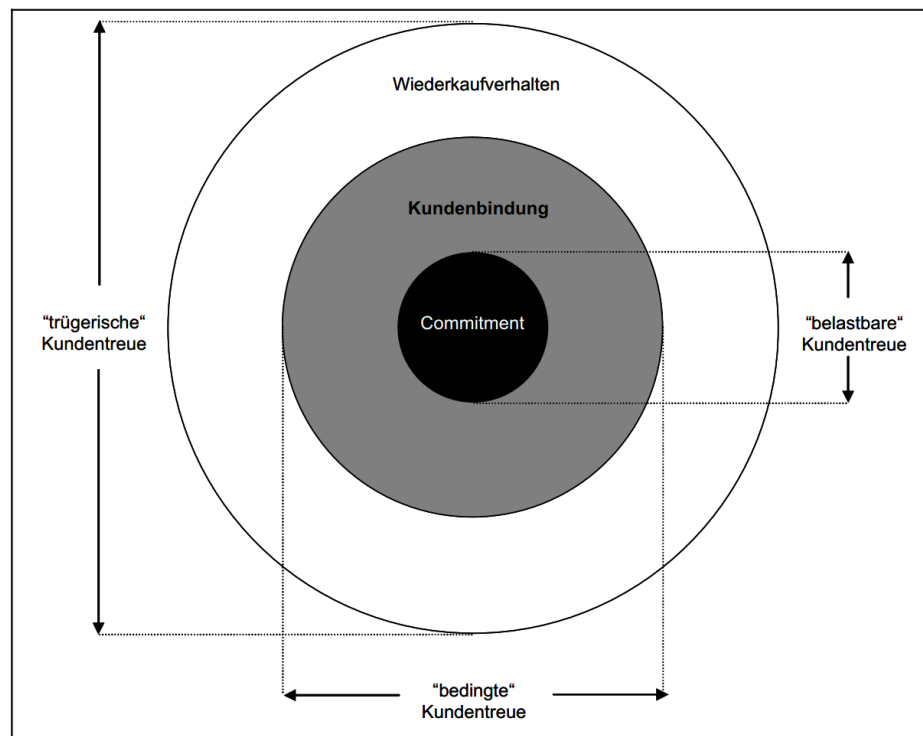 Wiederkaufverhalten
Kundenbindung
Commitment
“trügerische“
Kundentreue
“belastbare“
Kundentreue
“bedingte“
Kundentreue